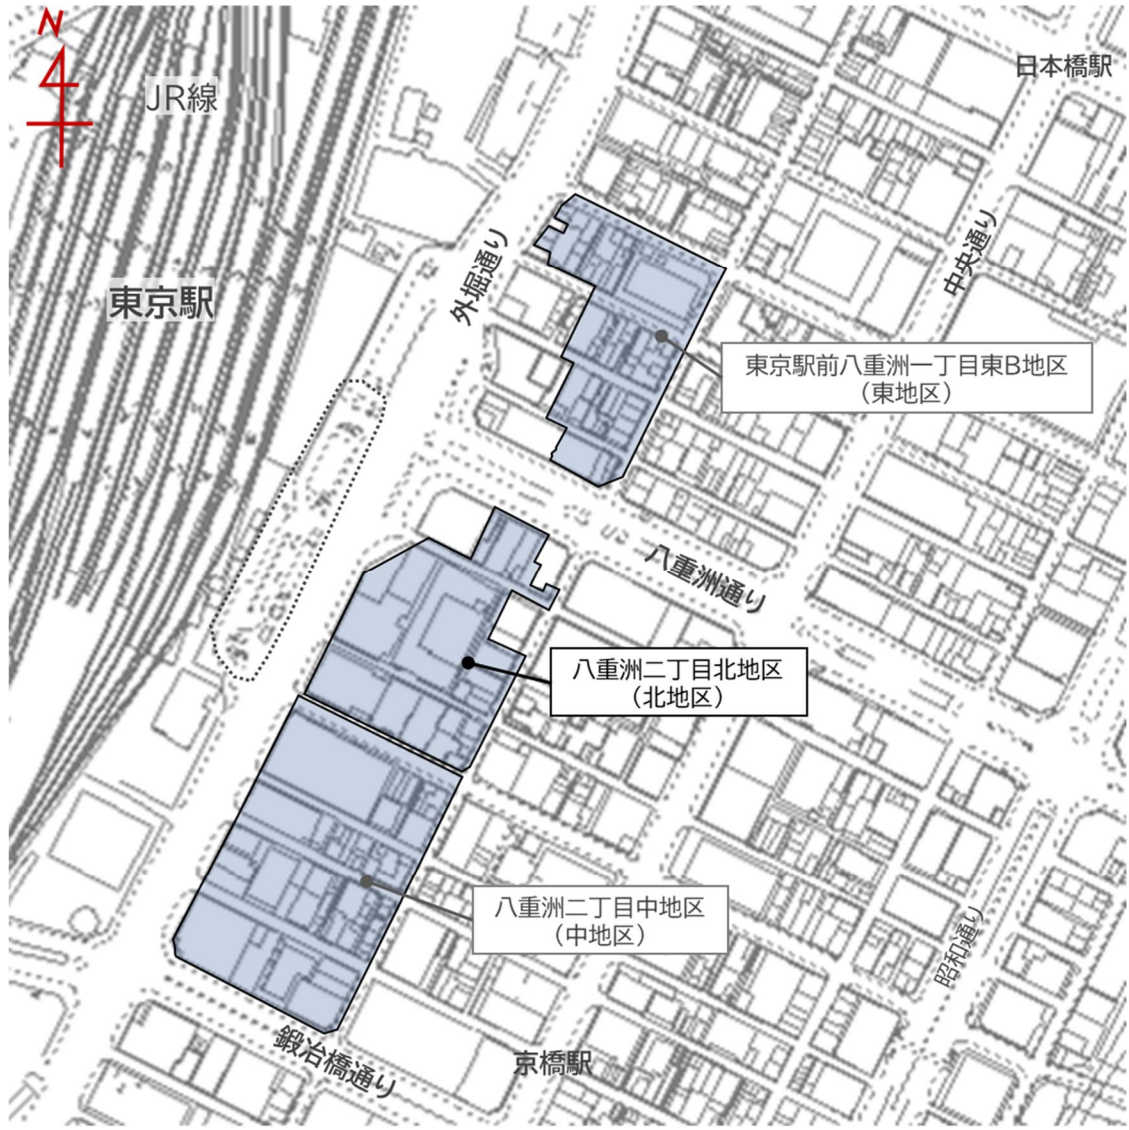 N
JR線
日本橋駅
中央通り
外堀通り
東京駅
東京駅前八重洲一丁目東B地区
（東地区）
八重洲通り
八重洲二丁目北地区
（北地区）
八重洲二丁目中地区
（中地区）
昭和通り
鍛冶橋通り
京橋駅